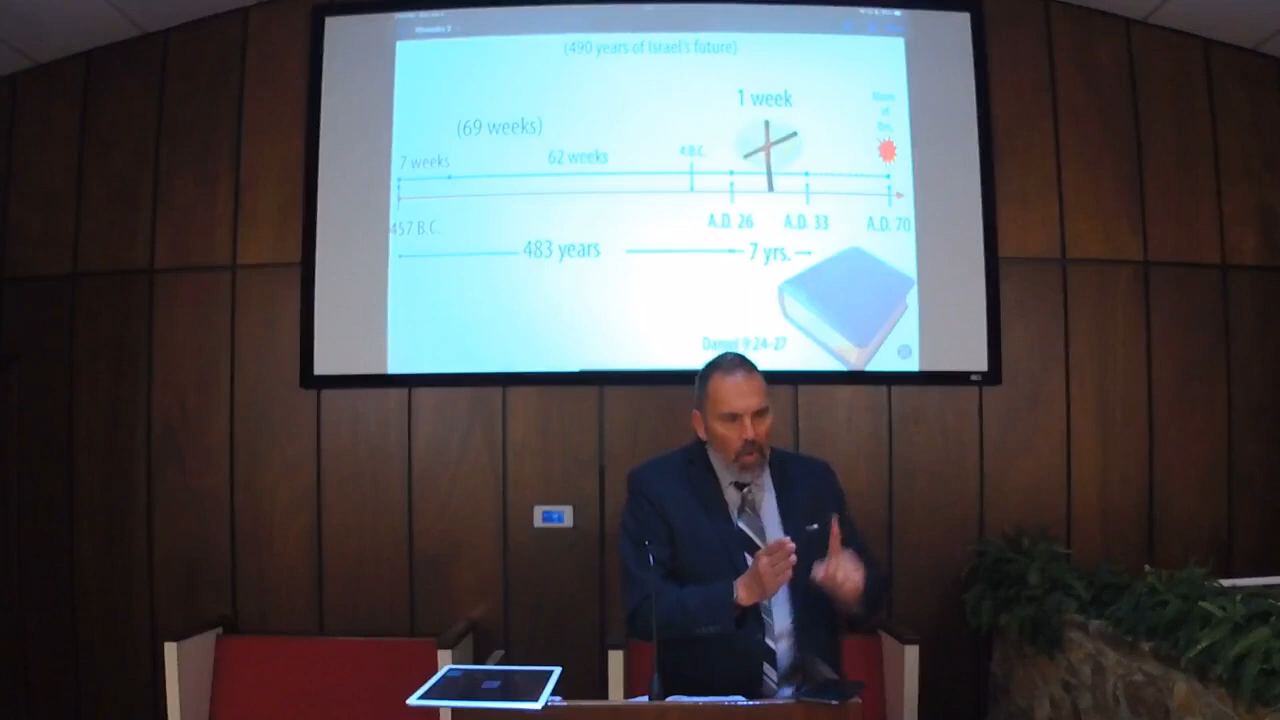 (490 years of Israel's future)
1 week
(69 weeks)
7 weeks
62 weeks
4 B.C.
457 B.C.
A.D. 26
A.D. 33
A.D. 70
483 years
7 yrs.
Daniel 9:24-27